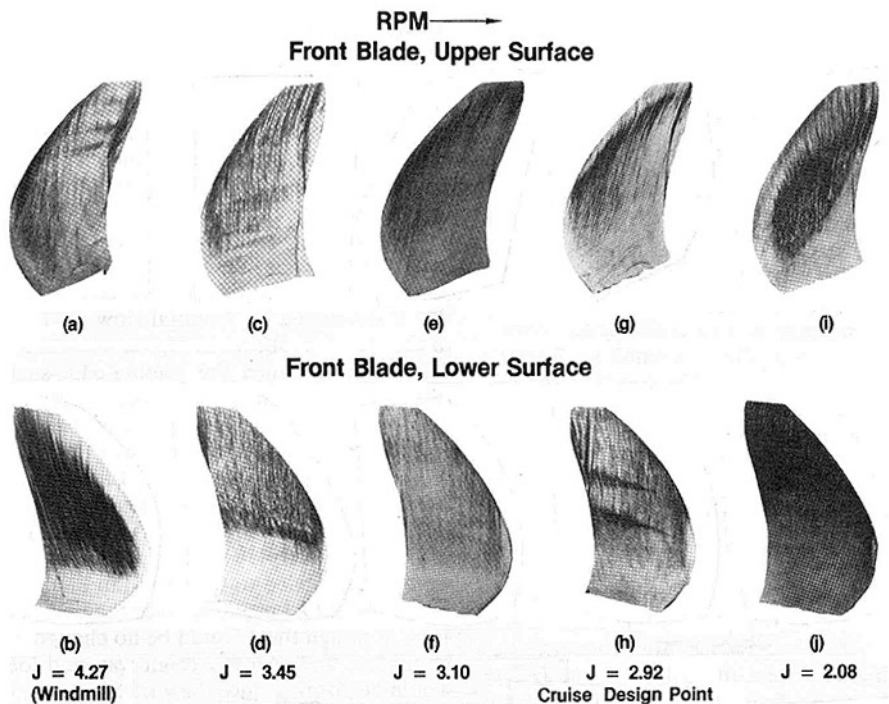 RPM
Front Blade, Upper Surface
(a) (c) (e) (g) (i)
Front Blade, Lower Surface
(b) (d) (f) (h) (j)
J = 4.27 J = 3.45 J = 3.10 J = 2.92 J = 2.08
(Windmill) Cruise Design Point